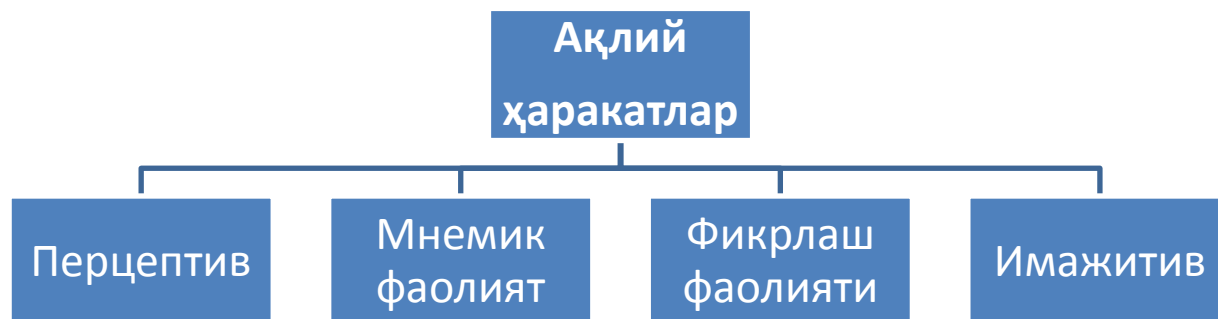 Ақлий
ҳаракатлар
Перцептив
Мнемик
фаолият
Фикрлаш
фаолияти
Имажитив